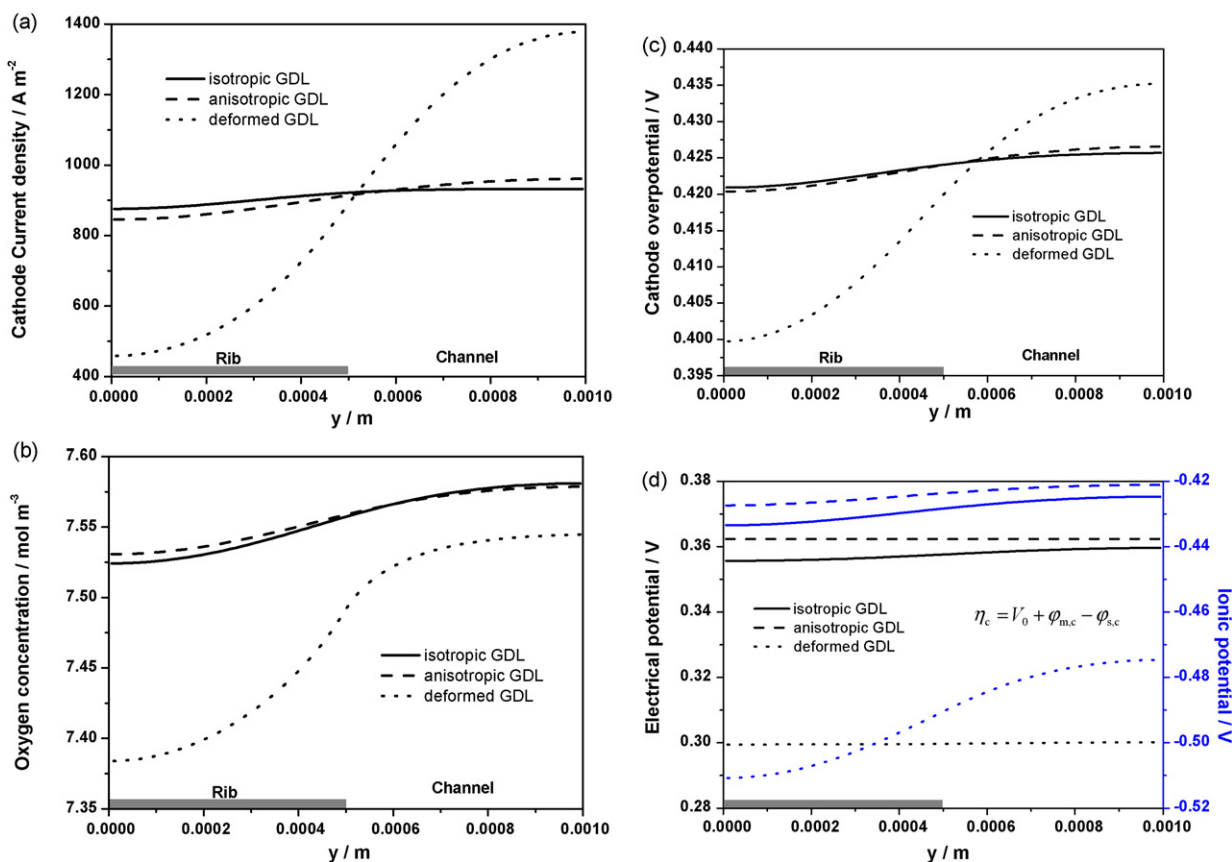 (a)
Cathode Current density / A m⁻²
1400
1200
1000
800
600
400
isotropic GDL
anisotropic GDL
deformed GDL
Rib
Channel
0.0000 0.0002 0.0004 0.0006 0.0008 0.0010
y / m
(c)
Cathode overpotential / V
0.440
0.435
0.430
0.425
0.420
0.415
0.410
0.405
0.400
0.395
isotropic GDL
anisotropic GDL
deformed GDL
Rib
Channel
0.0000 0.0002 0.0004 0.0006 0.0008 0.0010
y / m
(b)
Oxygen concentration / mol m⁻³
7.60
7.55
7.50
7.45
7.40
7.35
isotropic GDL
anisotropic GDL
deformed GDL
Rib
Channel
0.0000 0.0002 0.0004 0.0006 0.0008 0.0010
y / m
(d)
Electrical potential / V
0.38
0.36
0.34
0.32
0.30
0.28
isotropic GDL
anisotropic GDL
deformed GDL
η_c = V_0 + φ_m,c − φ_s,c
-0.42
-0.44
-0.46
-0.48
-0.50
-0.52
Ionic potential / V
0.0000 0.0002 0.0004 0.0006 0.0008 0.0010
y / m